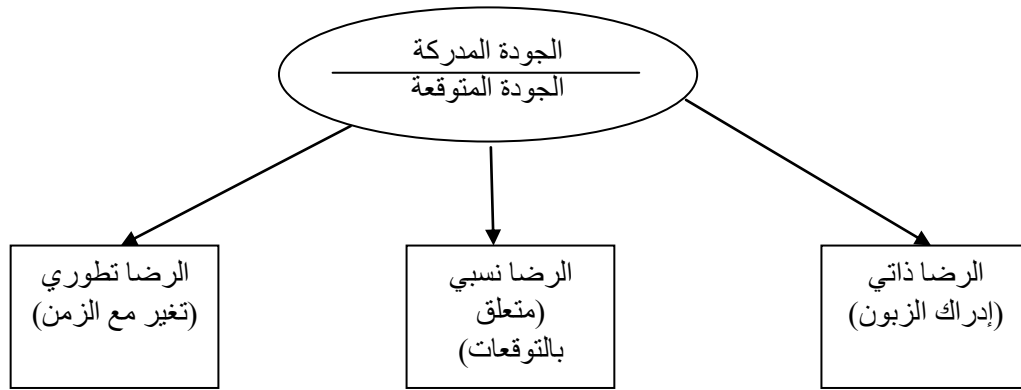 الجودة المدركة
الجودة المتوقعة
الرضا ذاتي
(إدراك الزبون)
الرضا نسبي
(متعلق
بالتوقعات)
الرضا تطوري
(تغير مع الزمن)